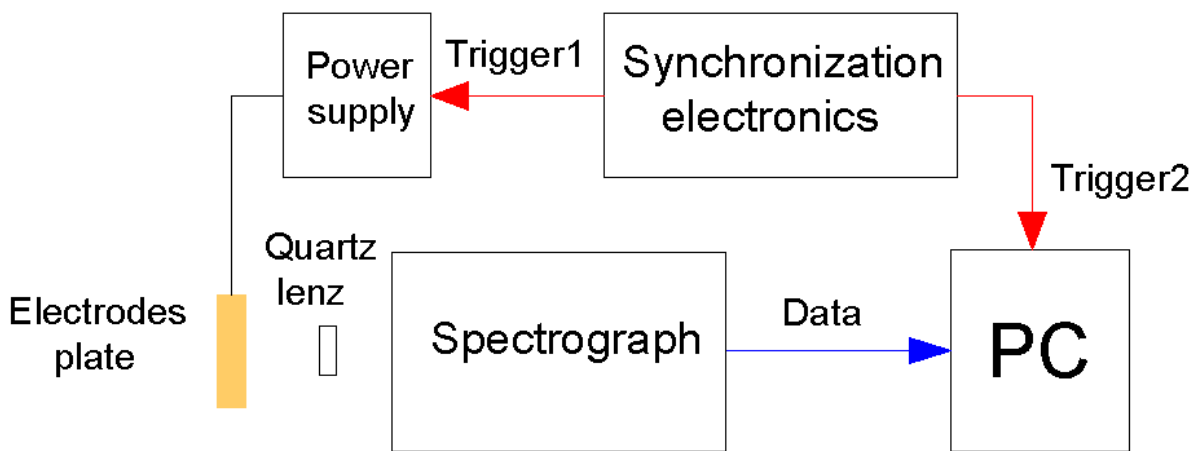 Power
supply
Trigger1
Synchronization
electronics
Trigger2
Quartz
lenz
Electrodes
plate
Spectrograph
Data
PC